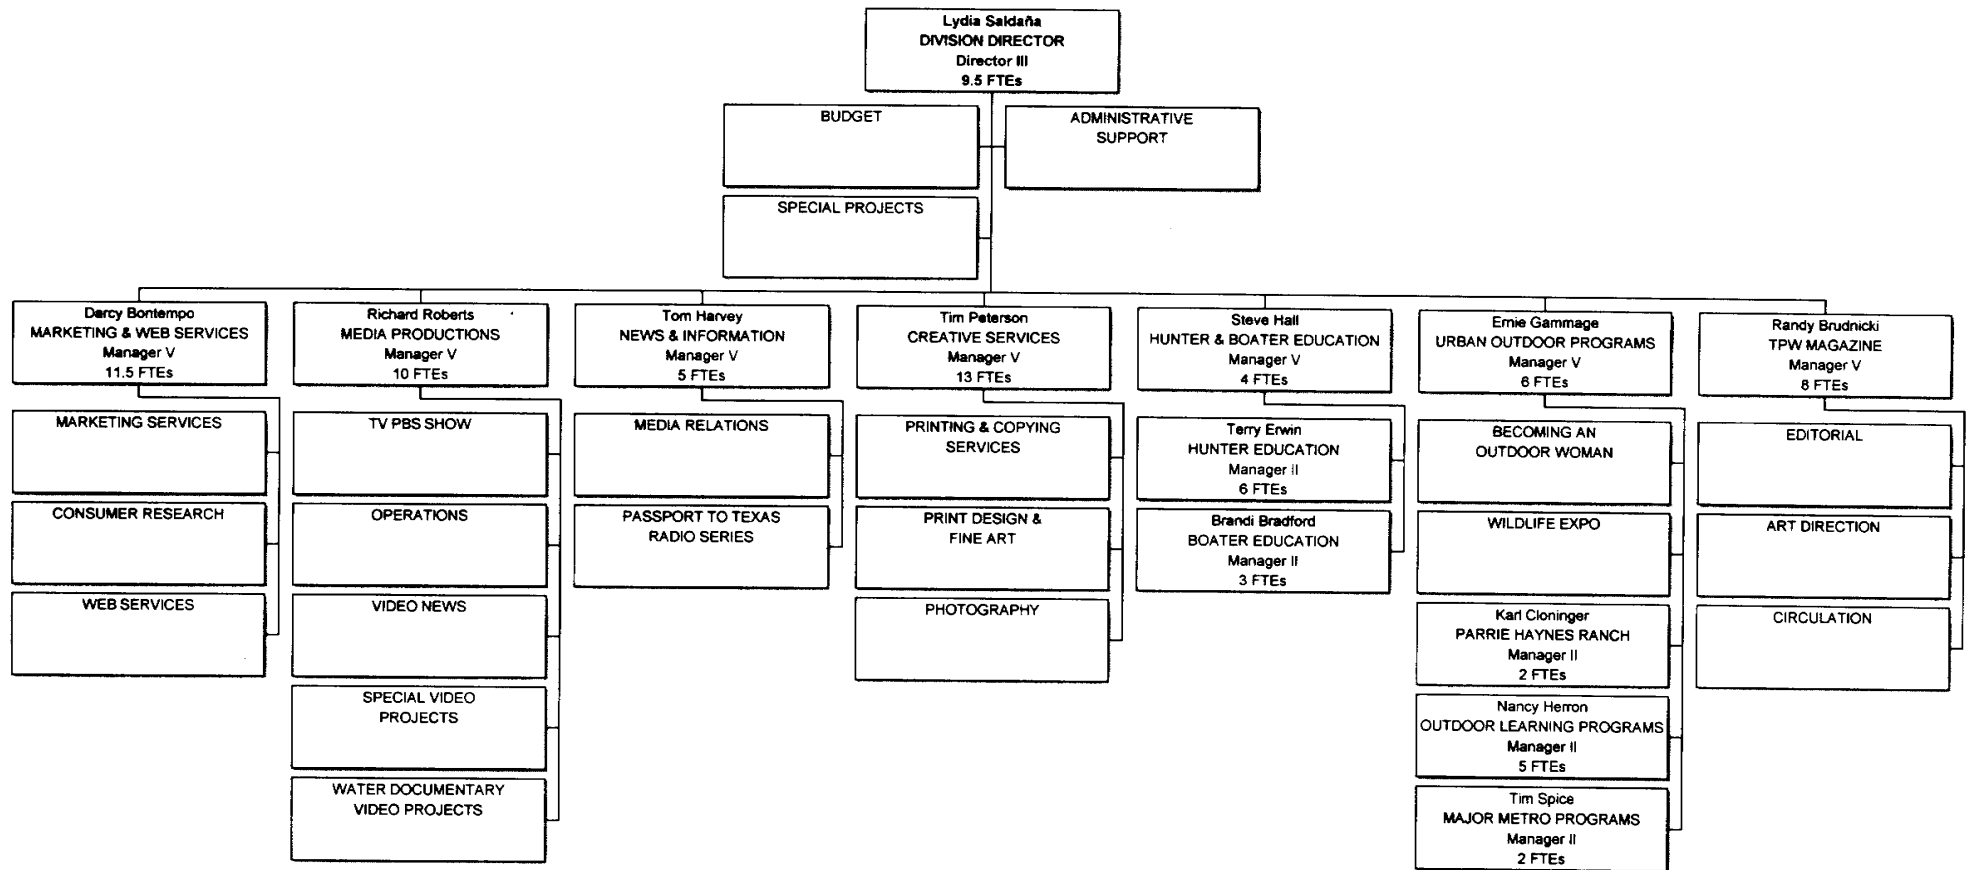 Lydia Saldaña
DIVISION DIRECTOR
Director III
9.5 FTEs
BUDGET
ADMINISTRATIVE
SUPPORT
SPECIAL PROJECTS
Darcy Bontempo
MARKETING & WEB SERVICES
Manager V
11.5 FTEs
MARKETING SERVICES
CONSUMER RESEARCH
WEB SERVICES
Richard Roberts
MEDIA PRODUCTIONS
Manager V
10 FTEs
TV PBS SHOW
OPERATIONS
VIDEO NEWS
SPECIAL VIDEO
PROJECTS
WATER DOCUMENTARY
VIDEO PROJECTS
Tom Harvey
NEWS & INFORMATION
Manager V
5 FTEs
MEDIA RELATIONS
PASSPORT TO TEXAS
RADIO SERIES
Tim Peterson
CREATIVE SERVICES
Manager V
13 FTEs
PRINTING & COPYING
SERVICES
PRINT DESIGN &
FINE ART
PHOTOGRAPHY
Steve Hall
HUNTER & BOATER EDUCATION
Manager V
4 FTEs
Terry Erwin
HUNTER EDUCATION
Manager II
6 FTEs
Brandi Bradford
BOATER EDUCATION
Manager II
3 FTEs
Ernie Gammage
URBAN OUTDOOR PROGRAMS
Manager V
6 FTEs
BECOMING AN
OUTDOOR WOMAN
WILDLIFE EXPO
Karl Cloninger
PARRIE HAYNES RANCH
Manager II
2 FTEs
Nancy Herron
OUTDOOR LEARNING PROGRAMS
Manager II
5 FTEs
Tim Spice
MAJOR METRO PROGRAMS
Manager II
2 FTEs
Randy Brudnicki
TPW MAGAZINE
Manager V
8 FTEs
EDITORIAL
ART DIRECTION
CIRCULATION